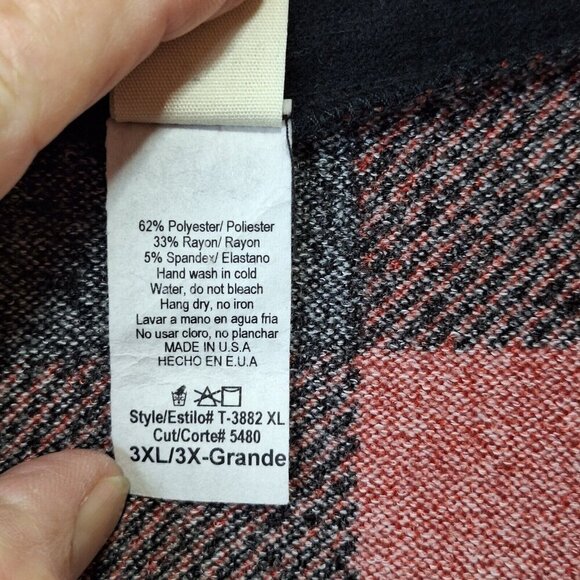 62% Polyester/ Poliester
33% Rayon/ Rayon
5% Spandex/ Elastano
Hand wash in cold
Water, do not bleach
Hang dry, no iron
Lavar a mano en agua fria
No usar cloro, no planchar
MADE IN U.S.A
HECHO EN E.U.A
Style/Estilo# T-3882 XL
Cut/Corte# 5480
3XL/3X-Grande